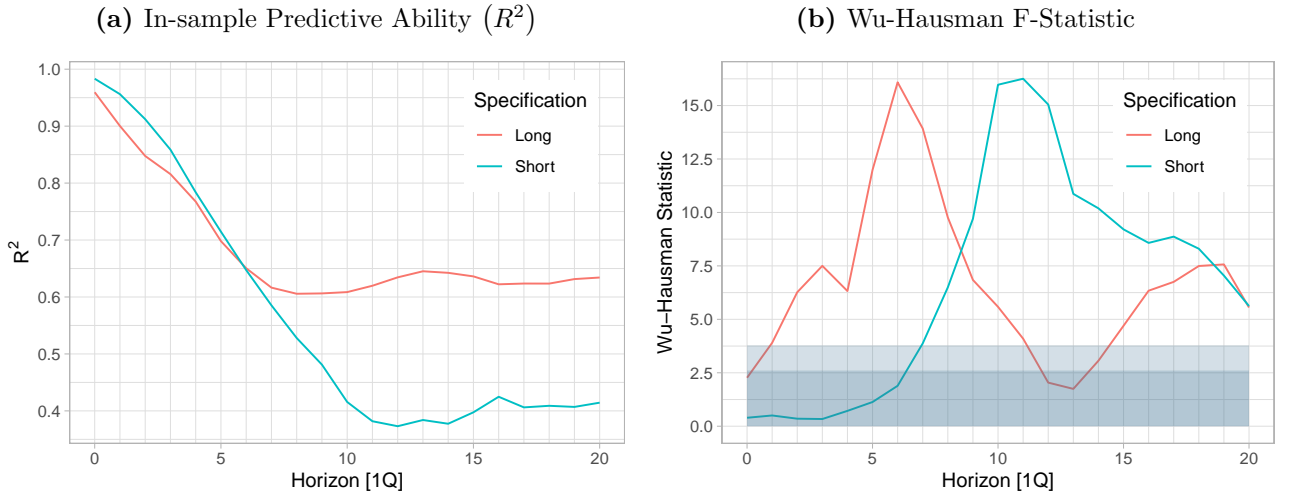 (a) In-sample Predictive Ability (R²)
R²
1.0
0.9
0.8
0.7
0.6
0.5
0.4
0
5
10
15
20
Horizon [1Q]
Specification
Long
Short
(b) Wu-Hausman F-Statistic
Wu−Hausman Statistic
15.0
12.5
10.0
7.5
5.0
2.5
0.0
0
5
10
15
20
Horizon [1Q]
Specification
Long
Short